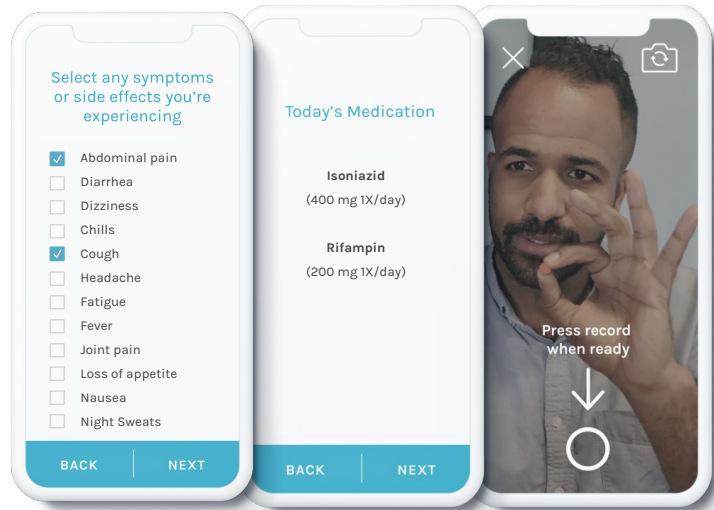 Select any symptoms
or side effects you're
experiencing
Abdominal pain
Diarrhea
Dizziness
Chills
Cough
Headache
Fatigue
Fever
Joint pain
Loss of appetite
Nausea
Night Sweats
BACK
NEXT
Today's Medication
Isoniazid
(400 mg 1X/day)
Rifampin
(200 mg 1X/day)
BACK
NEXT
Press record
when ready